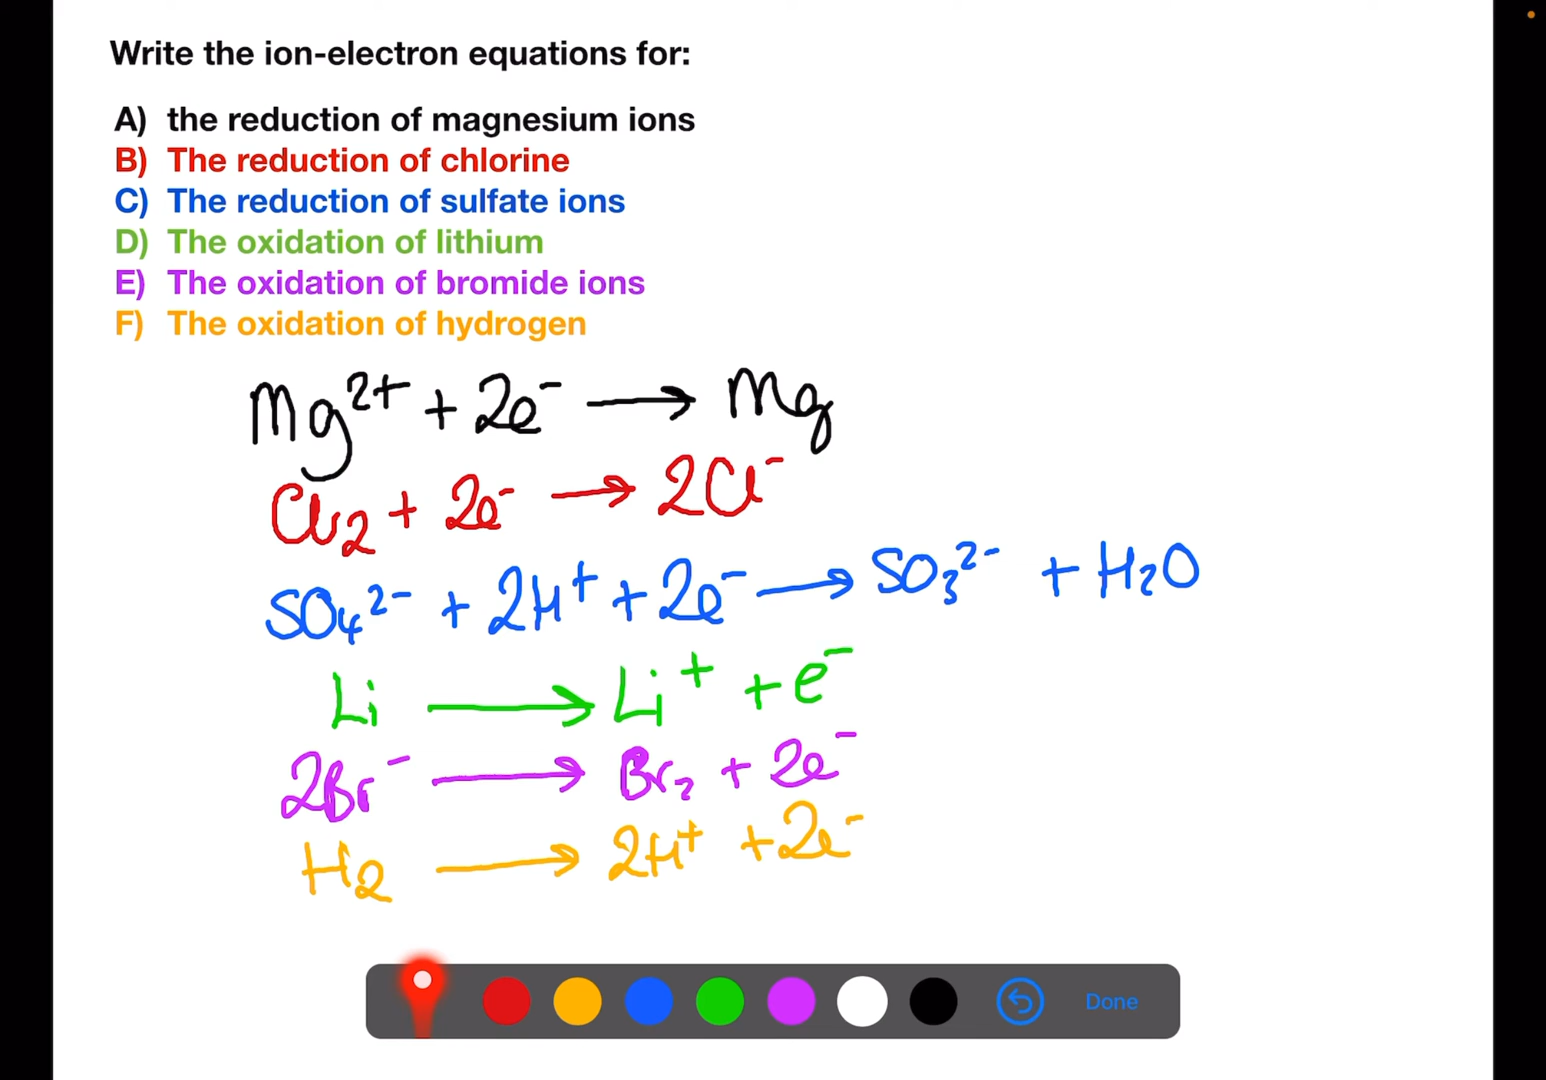 Write the ion-electron equations for:
A) the reduction of magnesium ions
B) The reduction of chlorine
C) The reduction of sulfate ions
D) The oxidation of lithium
E) The oxidation of bromide ions
F) The oxidation of hydrogen
Mg²⁺ + 2e⁻ → Mg
Cl₂ + 2e⁻ → 2Cl⁻
SO₄²⁻ + 2H⁺ + 2e⁻ → SO₃²⁻ + H₂O
Li → Li⁺ + e⁻
2Br⁻ → Br₂ + 2e⁻
H₂ → 2H⁺ + 2e⁻
Done